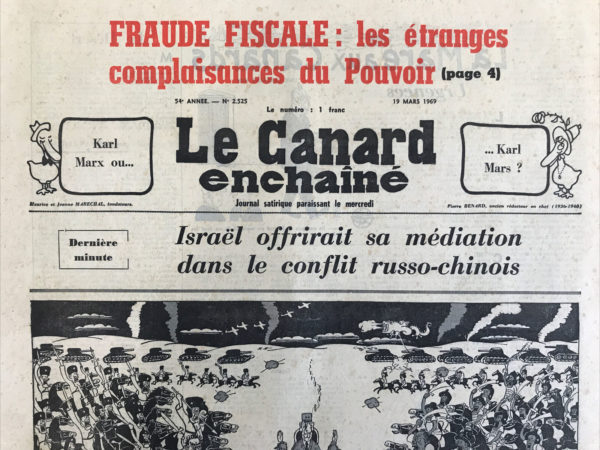 FRAUDE FISCALE : les étranges
complaisances du Pouvoir (page 4)
54e ANNEE. — N° 2.525
Le numéro : 1 franc
19 MARS 1969
Karl
Marx ou...
Le Canard
enchaîné
... Karl
Mars ?
Maurice et Jeanne MARECHAL, fondateurs.
Journal satirique paraissant le mercredi
Pierre BENARD, ancien rédacteur en chef (1936-1946)
Dernière
minute
Israël offrirait sa médiation
dans le conflit russo-chinois